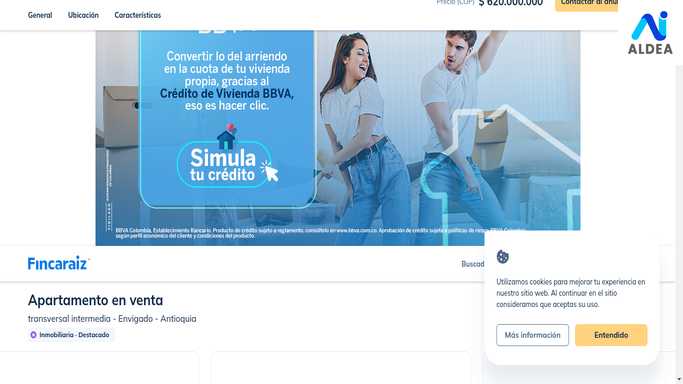 General
Ubicación
Características
Precio (COP)
$ 620.000.000
Contactar al anun
ALDEA
Convertir lo del arriendo
en la cuota de tu vivienda
propia, gracias al
Crédito de Vivienda BBVA,
eso es hacer clic.
Simula
tu crédito
BBVA Colombia, Establecimiento Bancario. Producto de crédito sujeto a reglamento, consúltelo en www.bbva.com.co. Aprobación de crédito sujeta a políticas de riesgo BBVA Colombia,
según perfil económico del cliente y condiciones del producto.
Fincaraíz
Buscad
Apartamento en venta
transversal intermedia - Envigado - Antioquia
Inmobiliaria - Destacado
Utilizamos cookies para mejorar tu experiencia en
nuestro sitio web. Al continuar en el sitio
consideramos que aceptas su uso.
Más información
Entendido